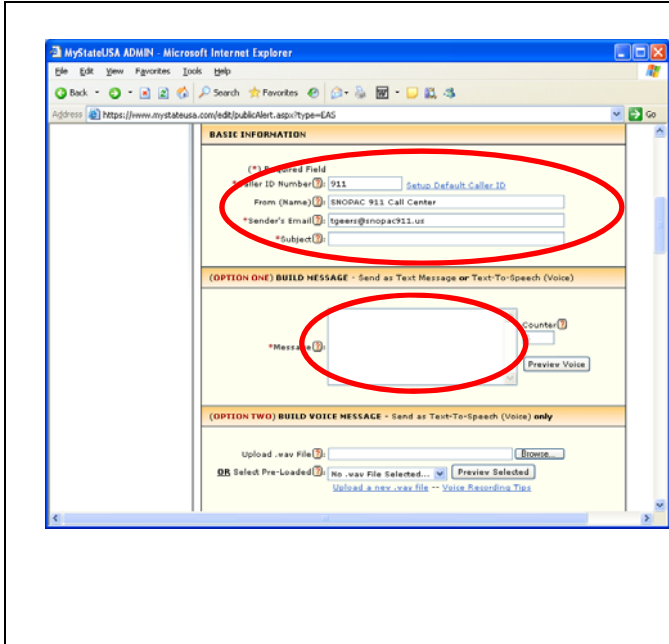 MyStateUSA ADMIN - Microsoft Internet Explorer
File Edit View Favorites Tools Help
Back Search Favorites
Address https://www.mystateusa.com/edit/publicAlert.aspx?type=EAS Go
BASIC INFORMATION
(*) Required Field
*Caller ID Number[?]: 911 Setup Default Caller ID
From (Name)[?]: SNOPAC 911 Call Center
*Sender's Email[?]: tgeers@snopac911.us
*Subject[?]:
(OPTION ONE) BUILD MESSAGE - Send as Text Message or Text-To-Speech (Voice)
Counter[?]
*Message[?]:
Preview Voice
(OPTION TWO) BUILD VOICE MESSAGE - Send as Text-To-Speech (Voice) only
Upload .wav File[?]: Browse...
OR Select Pre-Loaded[?]: No .wav File Selected... Preview Selected
Upload a new .wav file -- Voice Recording Tips